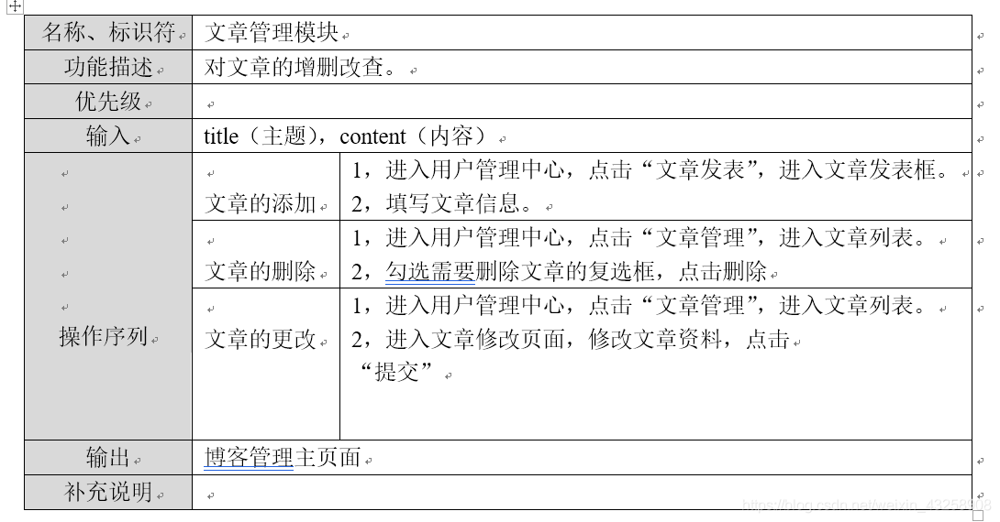 名称、标识符 文章管理模块
功能描述 对文章的增删改查。
优先级
输入 title（主题），content（内容）
操作序列
文章的添加
1，进入用户管理中心，点击“文章发表”，进入文章发表框。
2，填写文章信息。
文章的删除
1，进入用户管理中心，点击“文章管理”，进入文章列表。
2，勾选需要删除文章的复选框，点击删除
文章的更改
1，进入用户管理中心，点击“文章管理”，进入文章列表。
2，进入文章修改页面，修改文章资料，点击
“提交”
输出 博客管理主页面
补充说明
https://blog.csdn.net/weixin_43258908